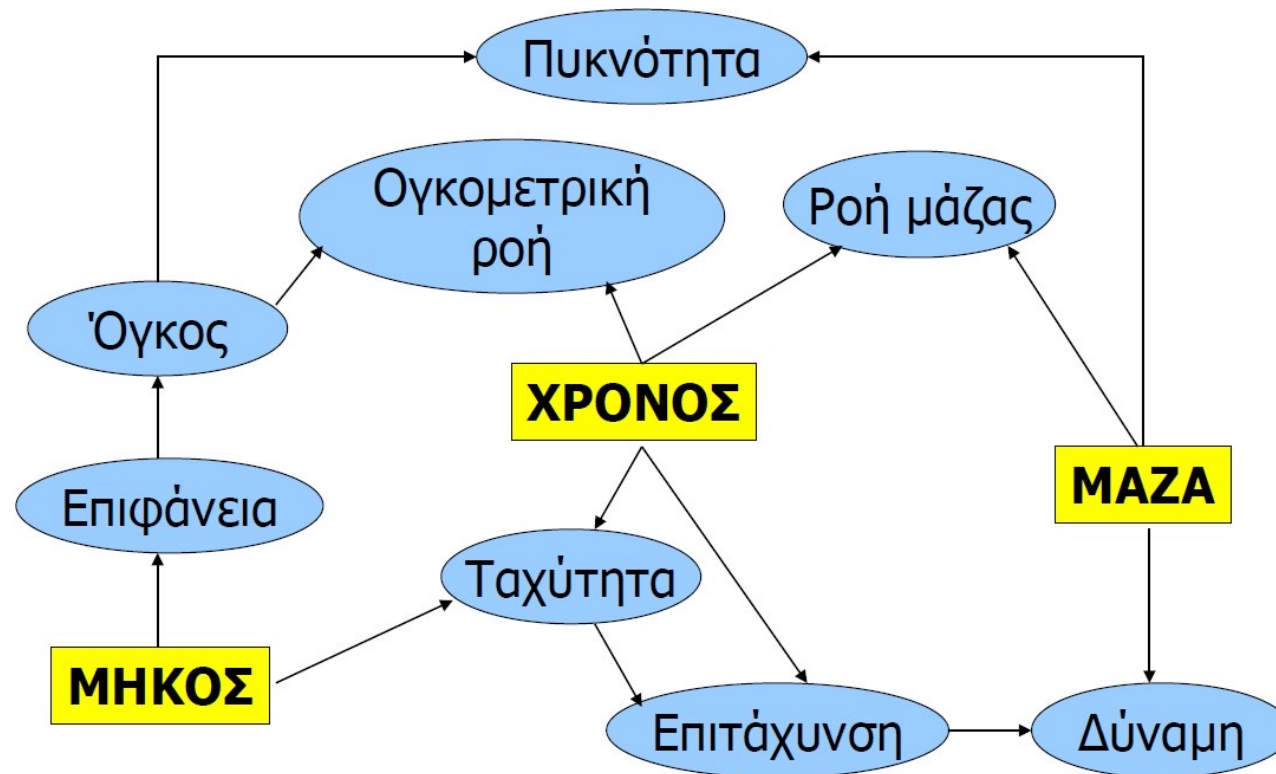 Πυκνότητα
Ογκομετρική
ροή
Ροή μάζας
Όγκος
ΧΡΟΝΟΣ
ΜΑΖΑ
Επιφάνεια
Ταχύτητα
ΜΗΚΟΣ
Επιτάχυνση
Δύναμη